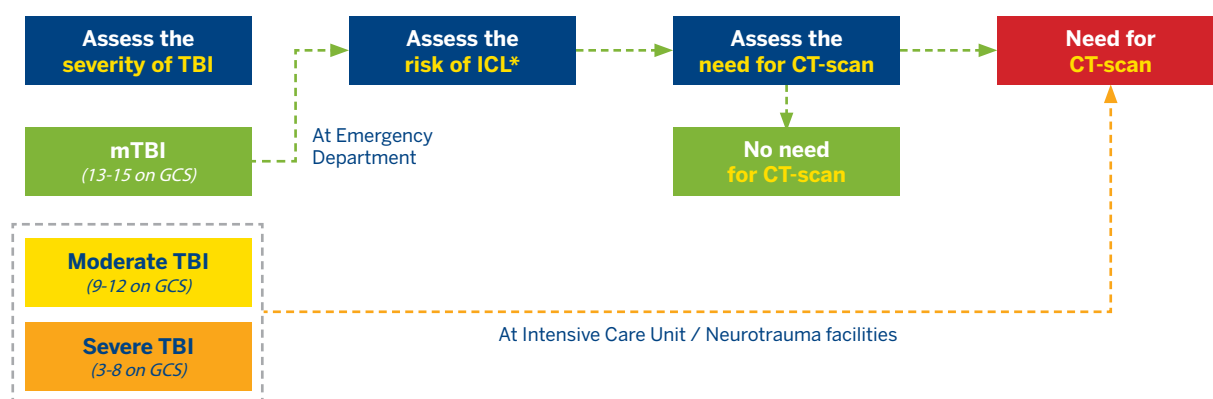 Assess the
severity of TBI
Assess the
risk of ICL*
Assess the
need for CT-scan
Need for
CT-scan
mTBI
(13-15 on GCS)
At Emergency
Department
No need
for CT-scan
Moderate TBI
(9-12 on GCS)
Severe TBI
(3-8 on GCS)
At Intensive Care Unit / Neurotrauma facilities